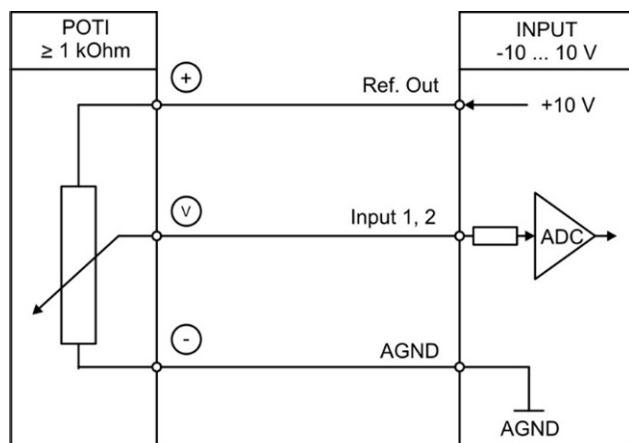 POTI
≥ 1 kOhm
INPUT
-10 ... 10 V
+
Ref. Out
+10 V
V
Input 1, 2
ADC
-
AGND
AGND